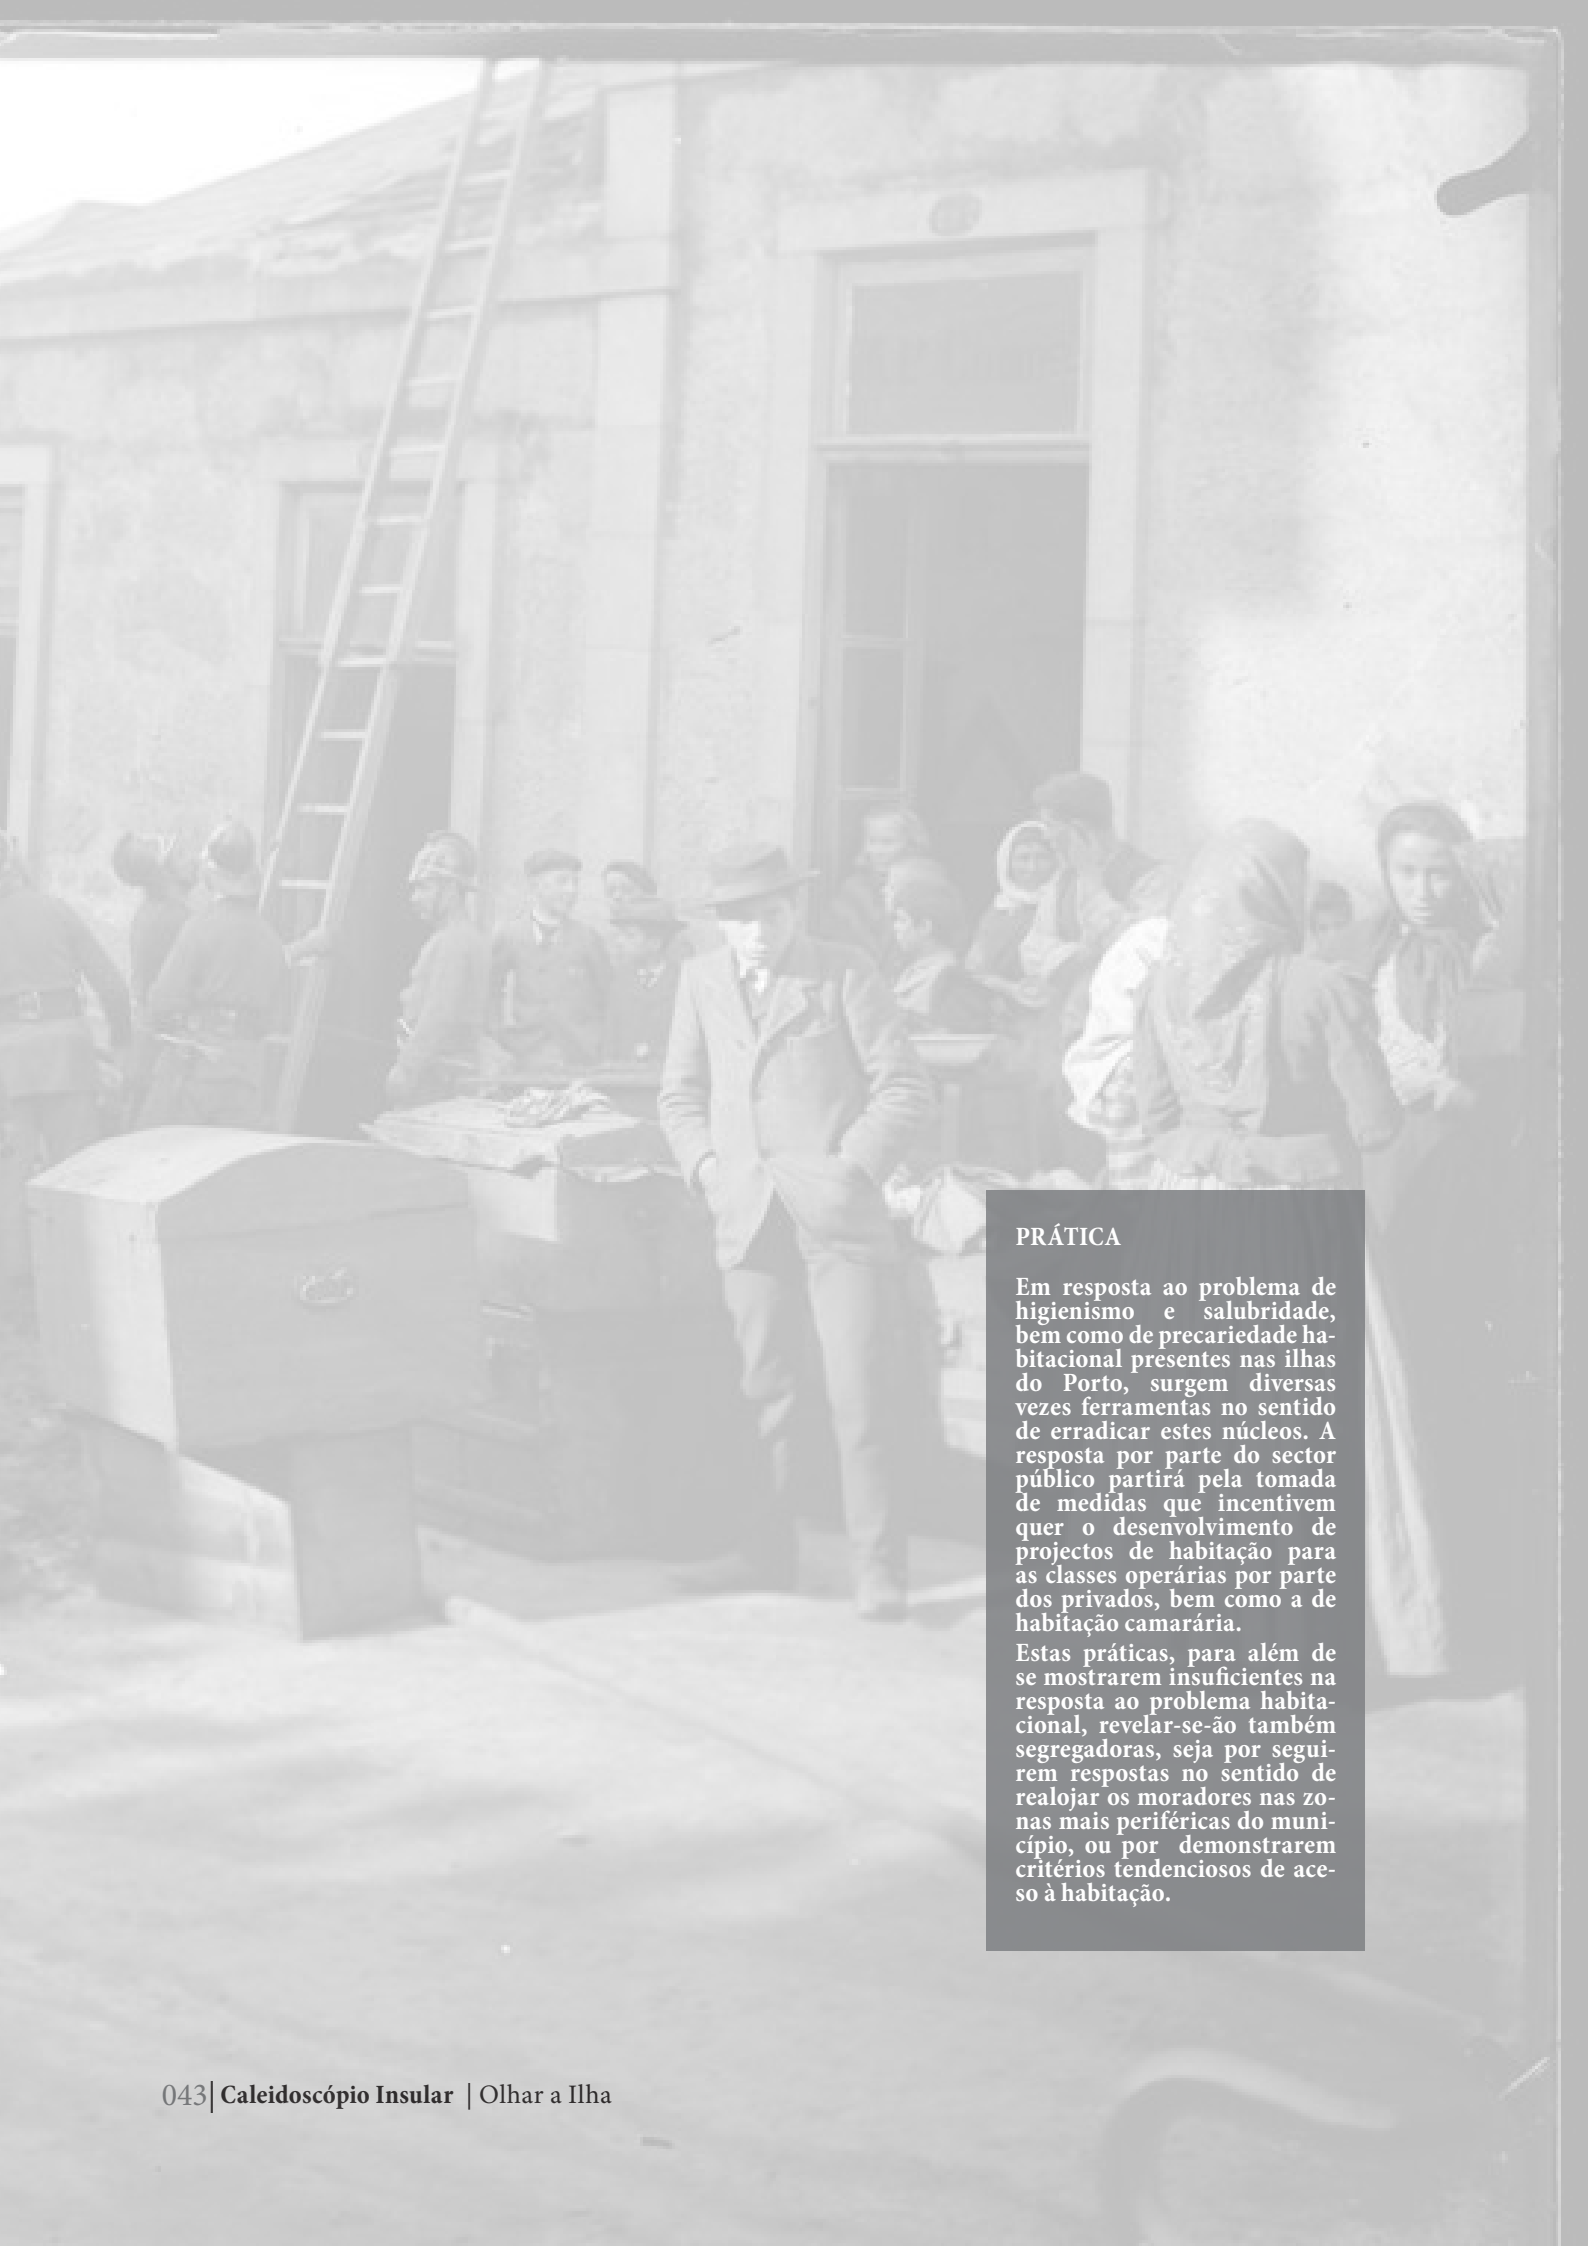 PRÁTICA
Em resposta ao problema de
higienismo e salubridade,
bem como de precariedade ha-
bitacional presentes nas ilhas
do Porto, surgem diversas
vezes ferramentas no sentido
de erradicar estes núcleos. A
resposta por parte do sector
público partirá pela tomada
de medidas que incentivem
quer o desenvolvimento de
projectos de habitação para
as classes operárias por parte
dos privados, bem como a de
habitação camarária.
Estas práticas, para além de
se mostrarem insuficientes na
resposta ao problema habita-
cional, revelar-se-ão também
segregadoras, seja por segui-
rem respostas no sentido de
realojar os moradores nas zo-
nas mais periféricas do muni-
cípio, ou por demonstrarem
critérios tendenciosos de ace-
so à habitação.
043| Caleidoscópio Insular | Olhar a Ilha